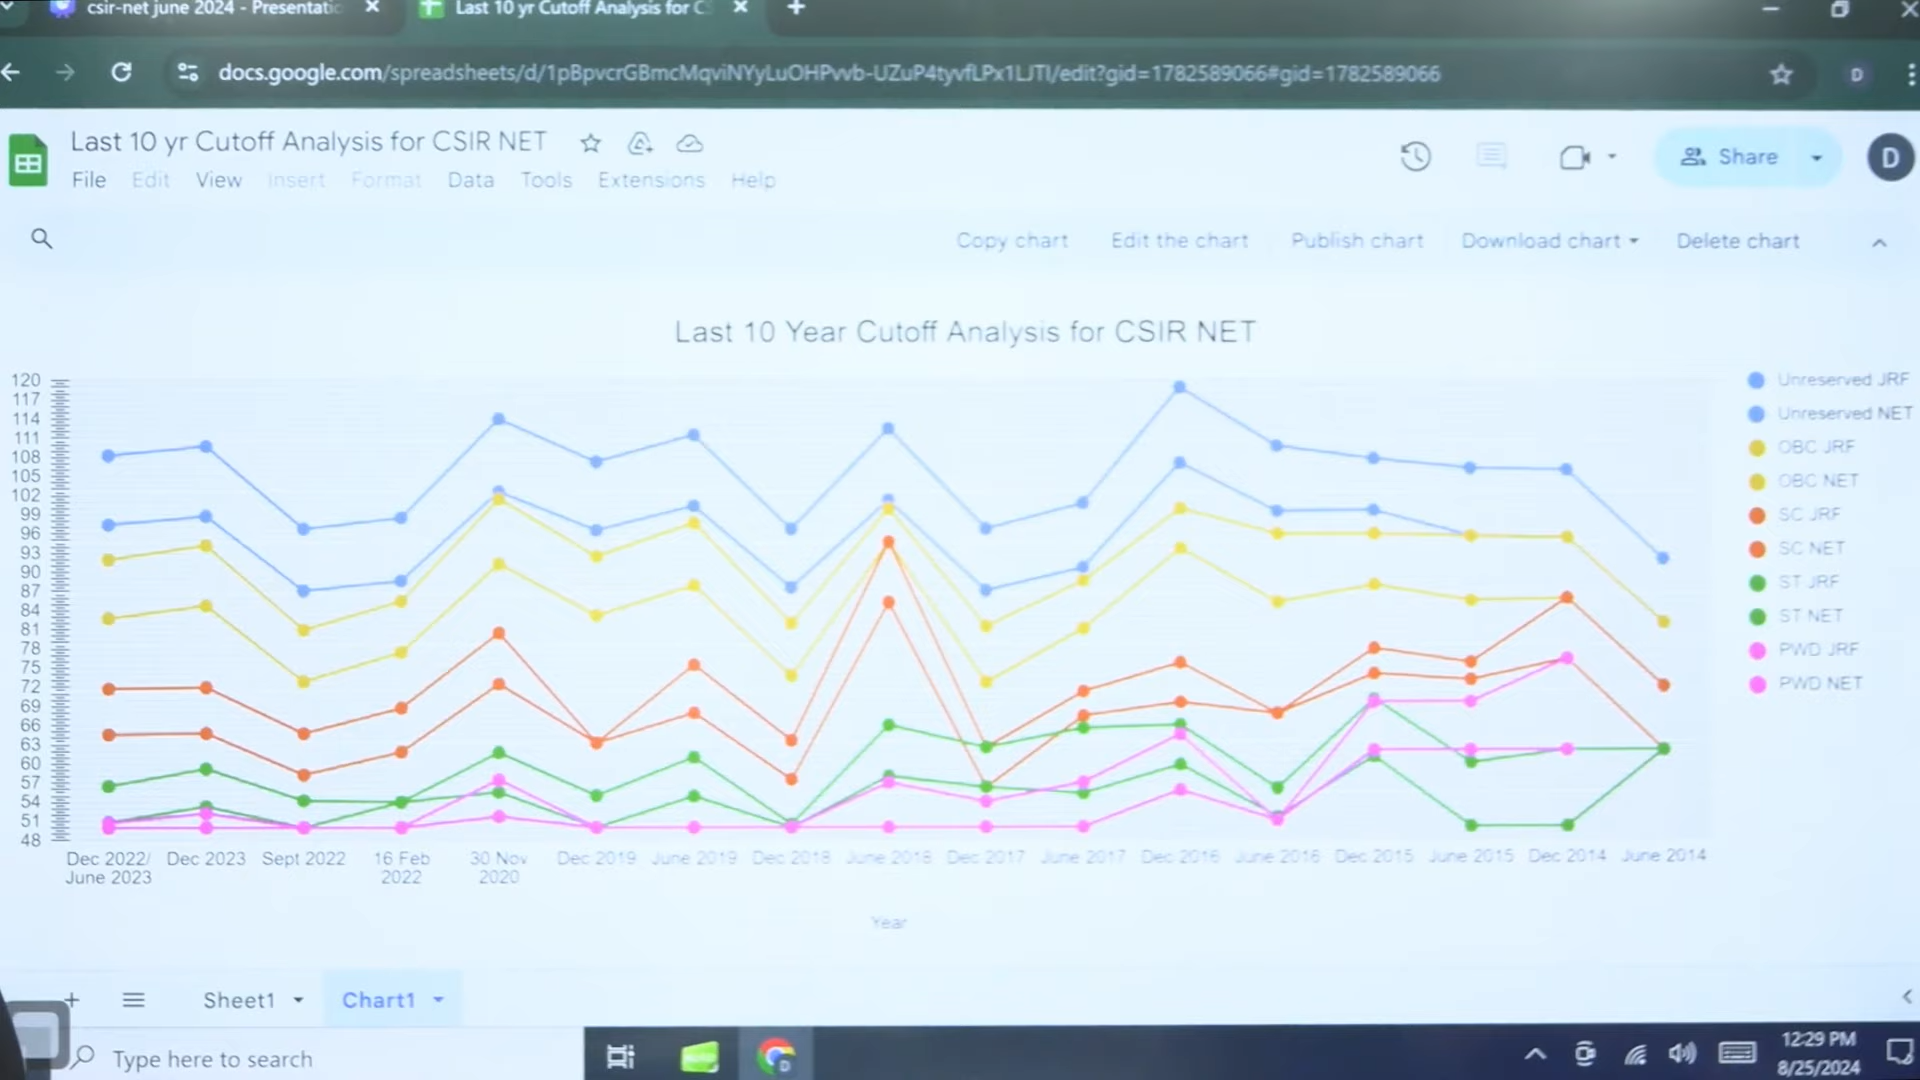 csir-net june 2024 - Presentatio
Last 10 yr Cutoff Analysis for C
docs.google.com/spreadsheets/d/1pBpvcrGBmcMqviNYyLuOHPvvb-UZuP4tyvfLPx1LJTI/edit?gid=1782589066#gid=1782589066
D
Last 10 yr Cutoff Analysis for CSIR NET
Share
D
File Edit View Insert Format Data Tools Extensions Help
Copy chart Edit the chart Publish chart Download chart Delete chart
Last 10 Year Cutoff Analysis for CSIR NET
120
117
114
111
108
105
102
99
96
93
90
87
84
81
78
75
72
69
66
63
60
57
54
51
48
Unreserved JRF
Unreserved NET
OBC JRF
OBC NET
SC JRF
SC NET
ST JRF
ST NET
PWD JRF
PWD NET
Dec 2022/ Dec 2023 Sept 2022 16 Feb 30 Nov Dec 2019 June 2019 Dec 2018 June 2018 Dec 2017 June 2017 Dec 2016 June 2016 Dec 2015 June 2015 Dec 2014 June 2014
June 2023 2022 2020
Year
Sheet1 Chart1
Type here to search
D
12:29 PM
8/25/2024